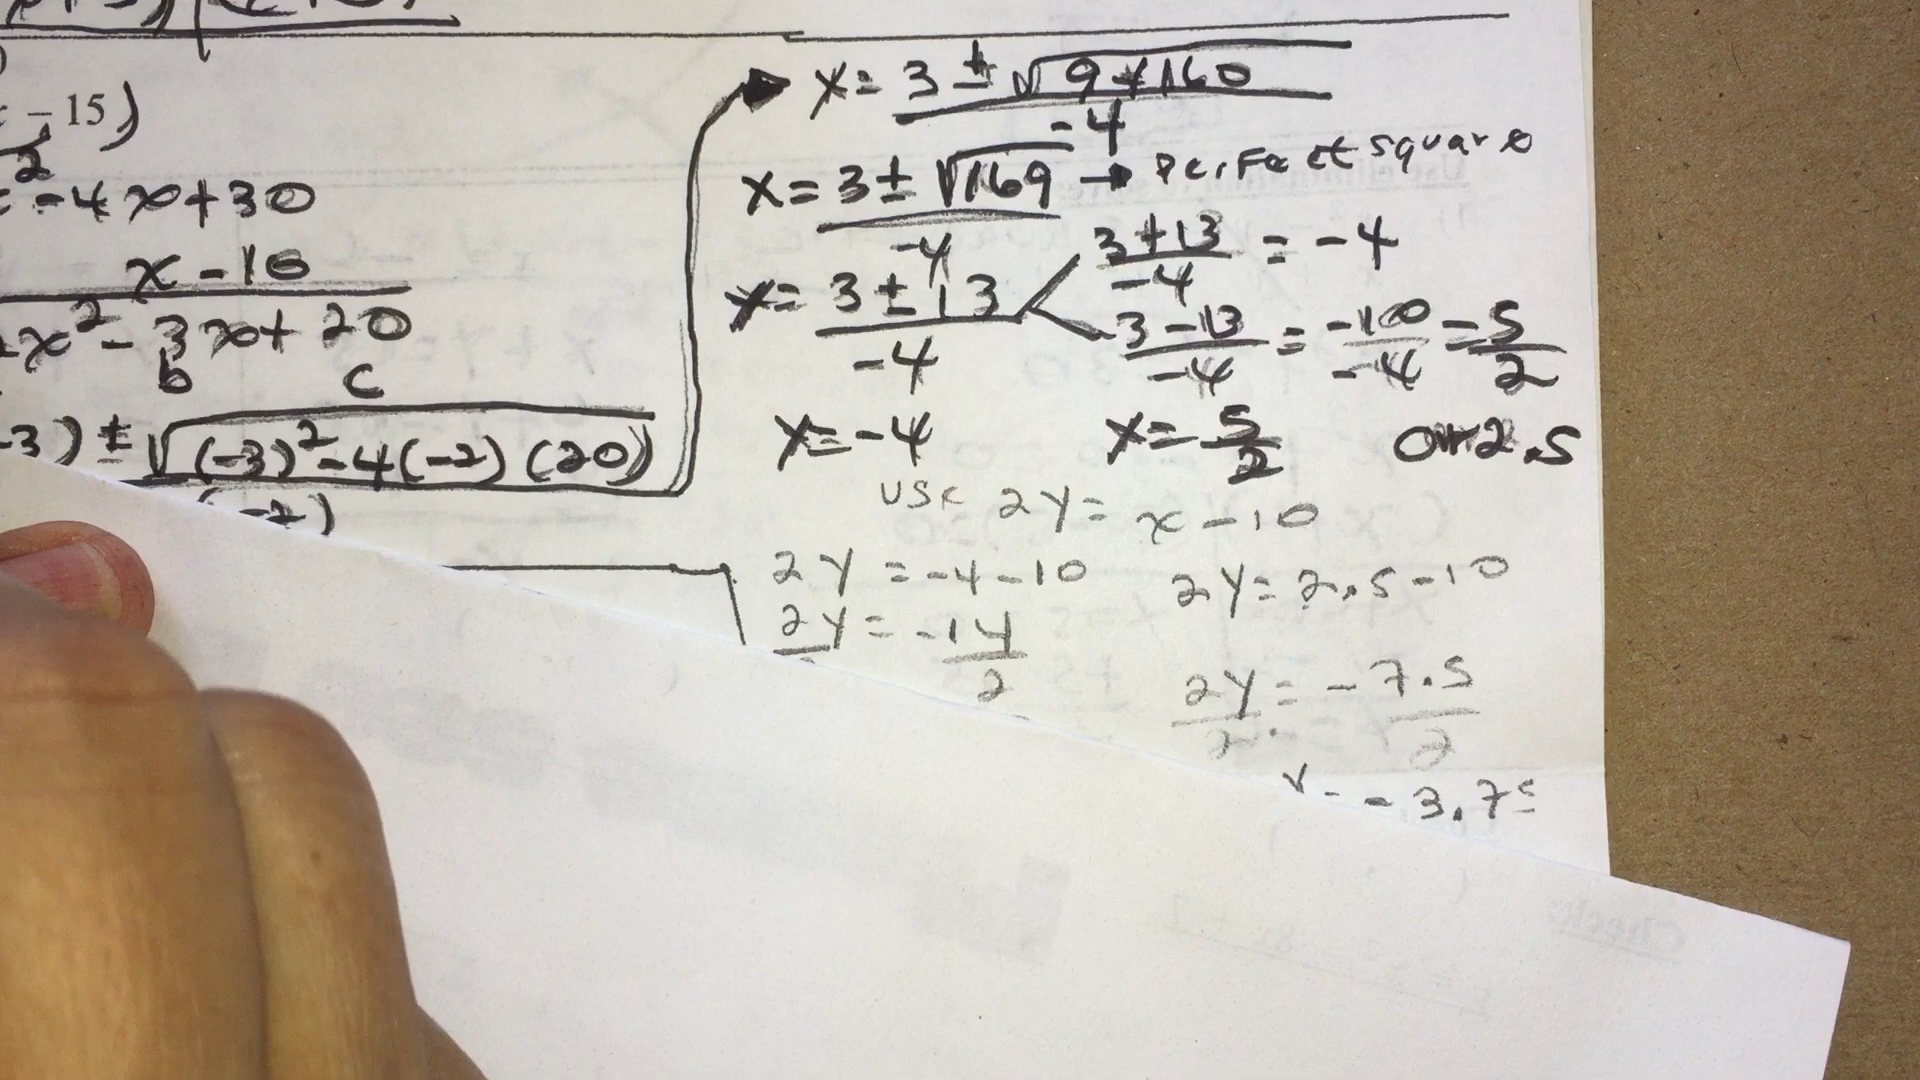 - 15)
2 - 4x + 30
x - 10
x² - 3x + 20
b c
-3) ± √(-3)² - 4(-2)(20)
(-2)
x = 3 ± √9 + 160
-4
x = 3 ± √169 → Perfect square
-4
x = 3 ± 13
-4
3 + 13 = -4
-4
3 - 13 = -10 = 5
-4 -4 2
x = -4 x = 5/2 or 2.5
use 2y = x - 10
2y = -4 - 10 2y = 2.5 - 10
2y = -14
2
2y = - 7.5
2 2
- 3.75